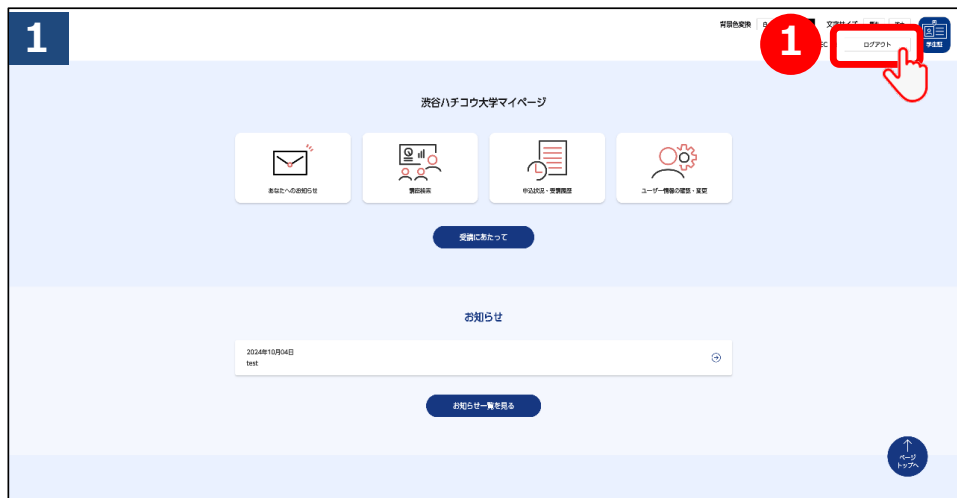 1
背景色変換
文字サイズ
1
ログアウト
学生証
渋谷ハチコウ大学マイページ
あなたへのお知らせ
講座検索
申込状況・受講履歴
ユーザー情報の確認・変更
受講にあたって
お知らせ
2024年10月04日
test
お知らせ一覧を見る
ページ
トップへ